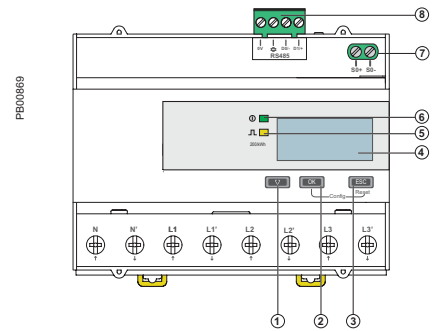 8
0V D0/- D1/+
RS485
7
S0+ S0-
PB00869
6
5
4
OK ESC
Config Reset
N N' L1 L1' L2 L2' L3 L3'
1 2 3